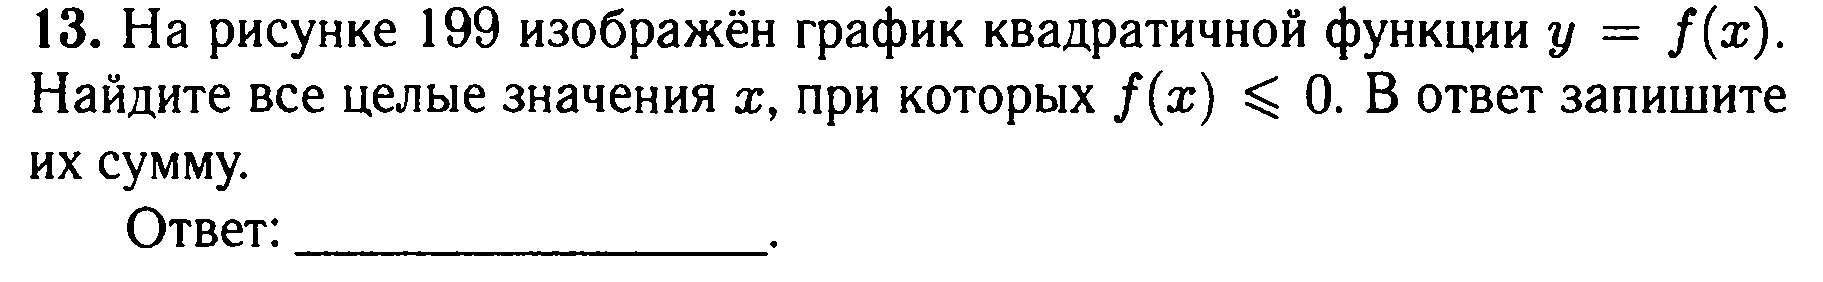 13. На рисунке 199 изображён график квадратичной функции y = f(x).
Найдите все целые значения x, при которых f(x) ⩽ 0. В ответ запишите
их сумму.
Ответ: ____________.